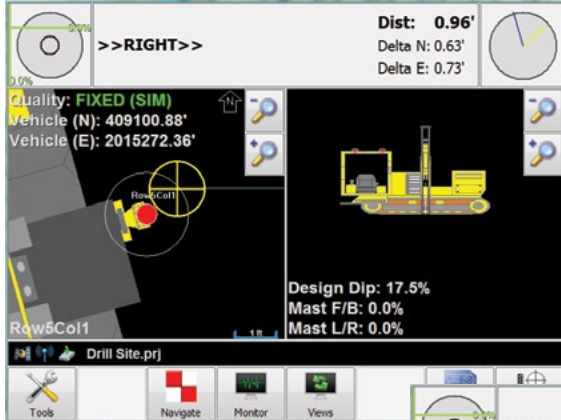 0.0%
0.0%
>>RIGHT>>
Dist: 0.96'
Delta N: 0.63'
Delta E: 0.73'
Quality: FIXED (SIM)
Vehicle (N): 409100.88'
Vehicle (E): 2015272.36'
N
Row5Col1
Row5Col1
1 ft
Design Dip: 17.5%
Mast F/B: 0.0%
Mast L/R: 0.0%
Drill Site.prj
Tools
Navigate
Monitor
Views